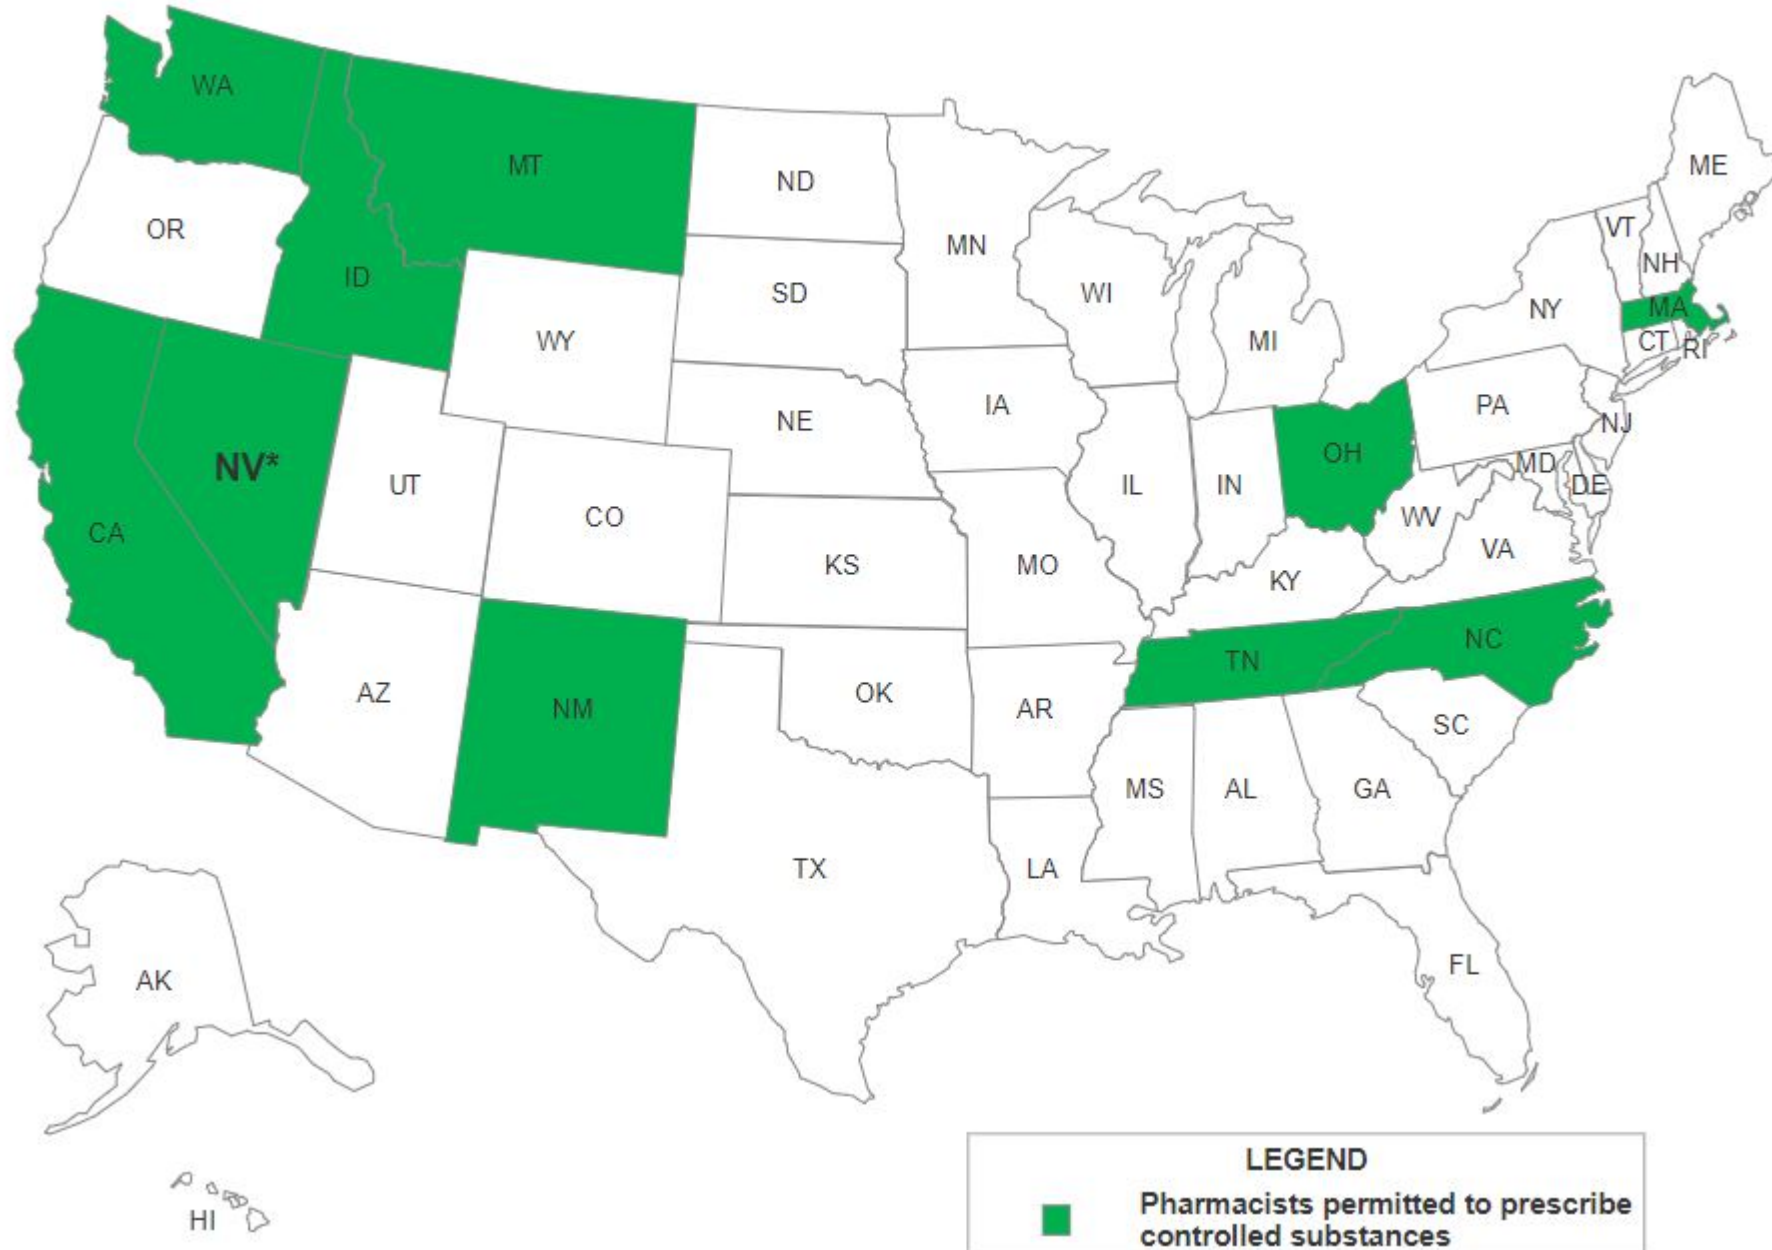 WA
MT
ND
ME
OR
ID
MN
VT
NH
SD
WI
NY
MA
WY
MI
CT
RI
NE
IA
PA
NJ
NV*
UT
OH
MD
DE
CA
CO
IL
IN
WV
VA
KS
MO
KY
NC
TN
AZ
NM
OK
AR
SC
MS
AL
GA
TX
LA
FL
AK
HI
LEGEND
Pharmacists permitted to prescribe
controlled substances